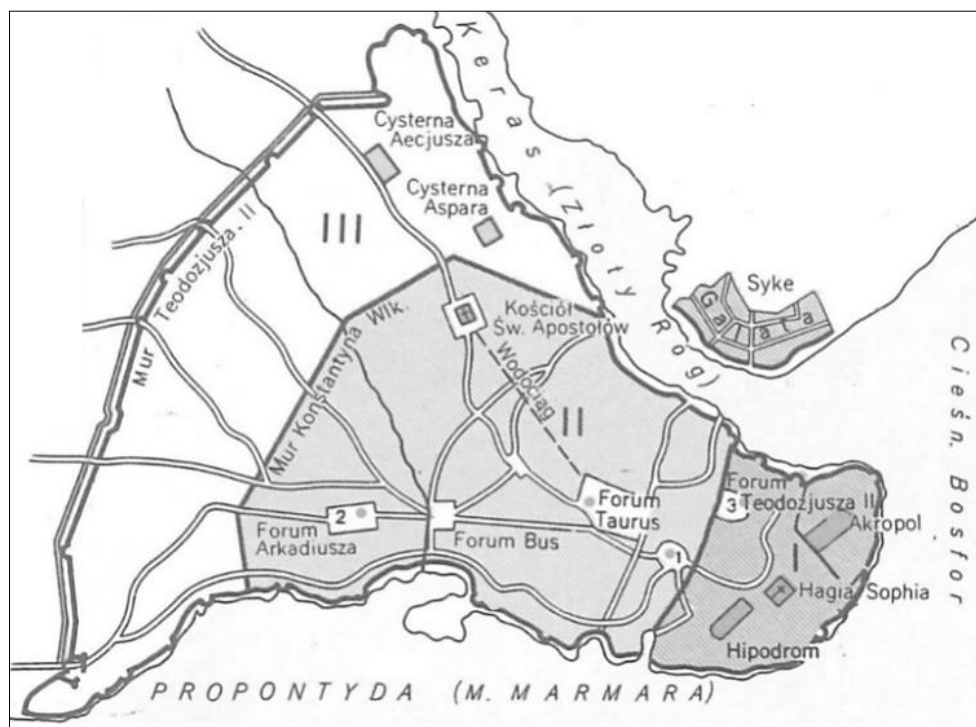 Keras (Złoty Róg)
Cysterna
Aecjusza
Cysterna
Aspara
III
Mur Teodozjusza II
Syke
Galata
Kościół
Św. Apostołów
Mur Konstantyna Wlk.
Wodociąg
II
Cieśn. Bosfor
Forum
Teodozjusza II
3
Forum
Taurus
Akropol
2
Forum
Arkadiusza
Forum Bus
1
I
Hagia Sophia
Hipodrom
PROPONTYDA (M. MARMARA)